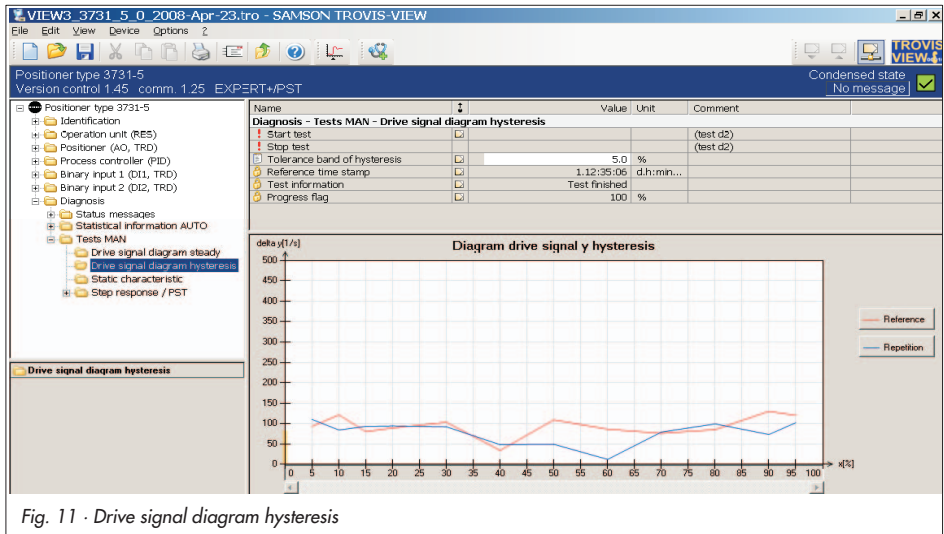 VIEW3_3731_5_0_2008-Apr-23.tro - SAMSON TROVIS-VIEW
File Edit View Device Options ?
TROVIS
VIEW
Positioner type 3731-5
Version control 1.45 comm. 1.25 EXPERT+/PST
Condensed state
No message
Positioner type 3731-5
Identification
Operation unit (RES)
Positioner (AO, TRD)
Process controller (PID)
Binary input 1 (DI1, TRD)
Binary input 2 (DI2, TRD)
Diagnosis
Status messages
Statistical information AUTO
Tests MAN
Drive signal diagram steady
Drive signal diagram hysteresis
Static characteristic
Step response / PST
Drive signal diagram hysteresis
Name Value Unit Comment
Diagnosis - Tests MAN - Drive signal diagram hysteresis
Start test (test d2)
Stop test (test d2)
Tolerance band of hysteresis 5.0 %
Reference time stamp 1.12:35:06 d.h:min...
Test information Test finished
Progress flag 100 %
delta y[1/s]
Diagram drive signal y hysteresis
500
450
400
350
300
250
200
150
100
50
0
0 5 10 15 20 25 30 35 40 45 50 55 60 65 70 75 80 85 90 95 100
x[%]
Reference
Repetition
Fig. 11 · Drive signal diagram hysteresis